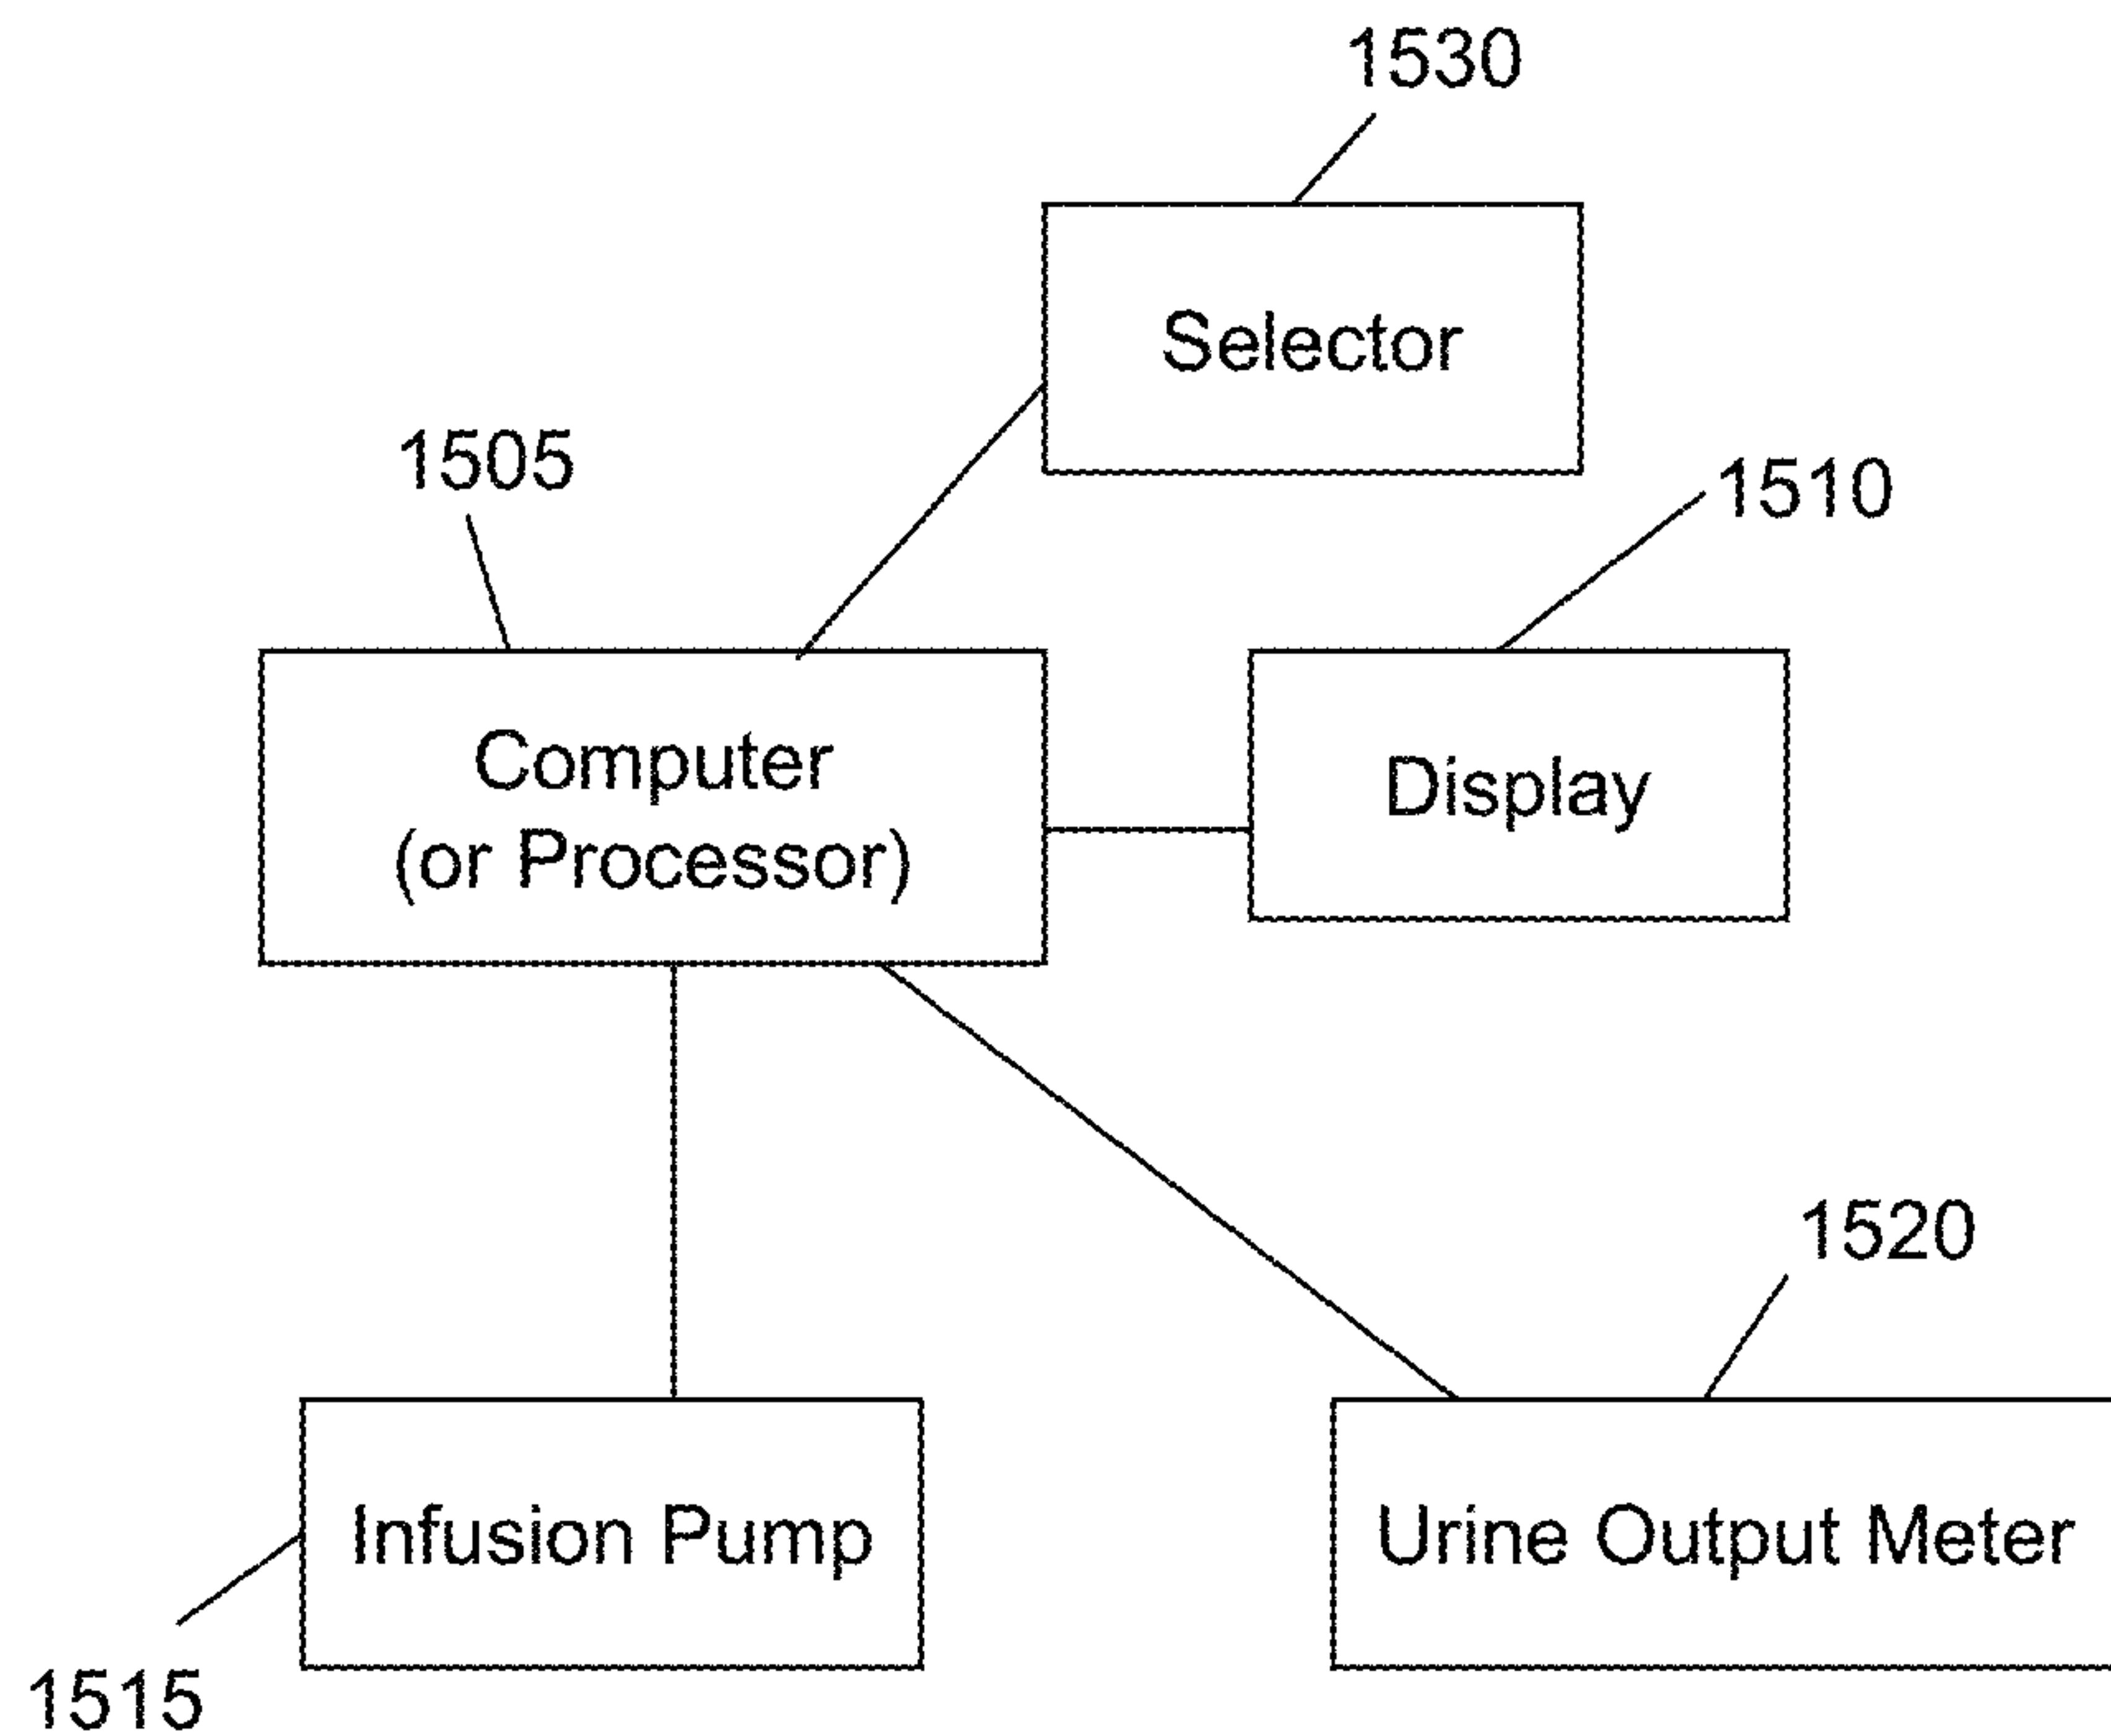 1530
Selector
1505
1510
Computer
(or Processor)
Display
1520
Infusion Pump
Urine Output Meter
1515